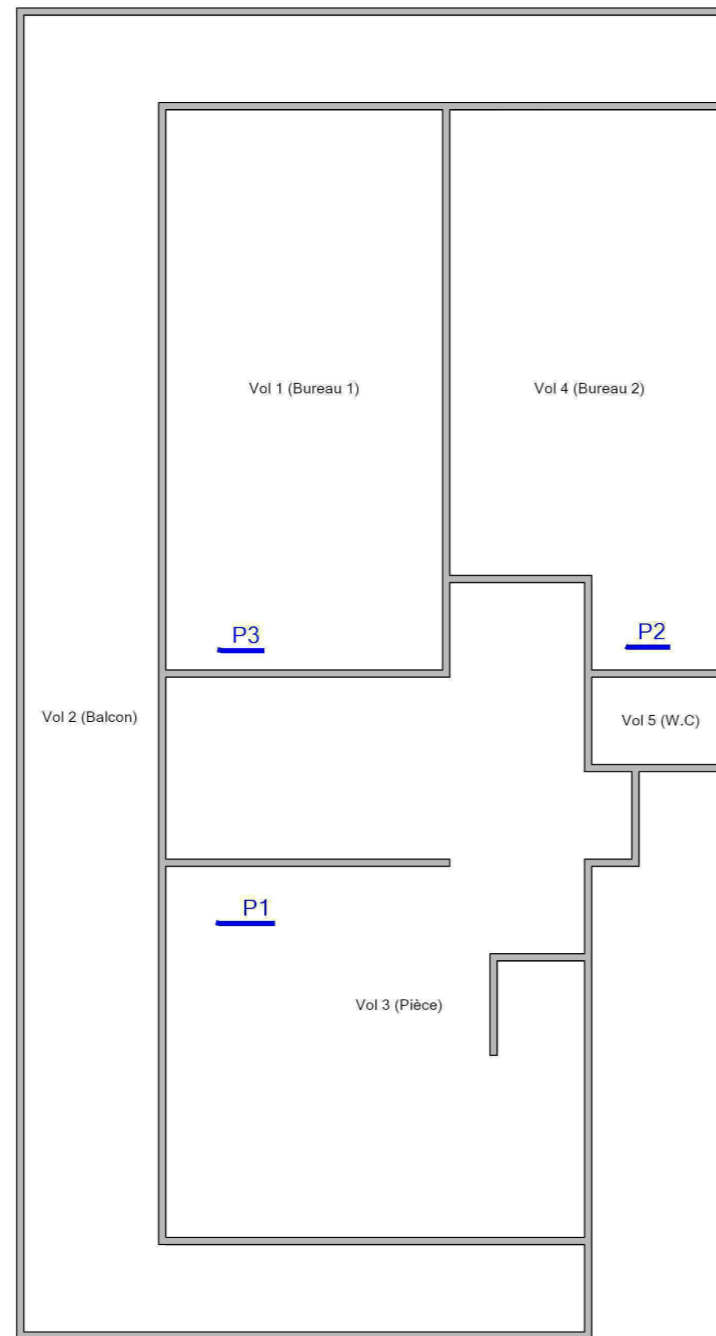 Vol 1 (Bureau 1)
Vol 4 (Bureau 2)
P3
P2
Vol 2 (Balcon)
Vol 5 (W.C)
P1
Vol 3 (Pièce)